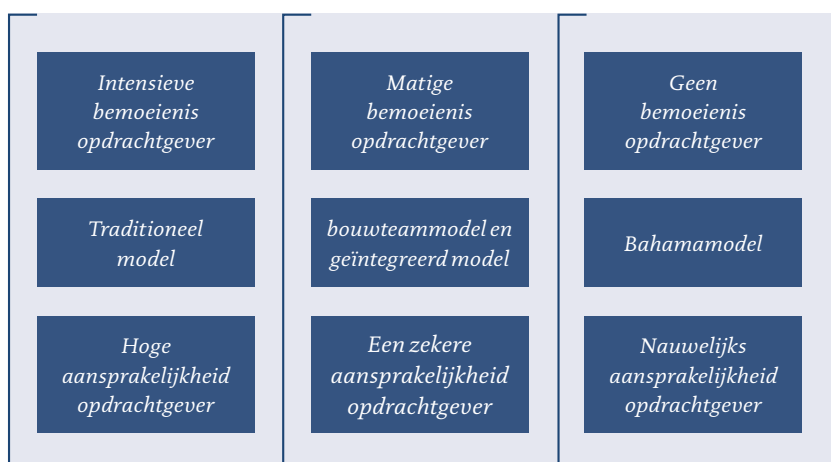 Intensieve
bemoeienis
opdrachtgever
Traditioneel
model
Hoge
aansprakelijkheid
opdrachtgever
Matige
bemoeienis
opdrachtgever
bouwteammodel en
geïntegreerd model
Een zekere
aansprakelijkheid
opdrachtgever
Geen
bemoeienis
opdrachtgever
Bahamamodel
Nauwelijks
aansprakelijkheid
opdrachtgever